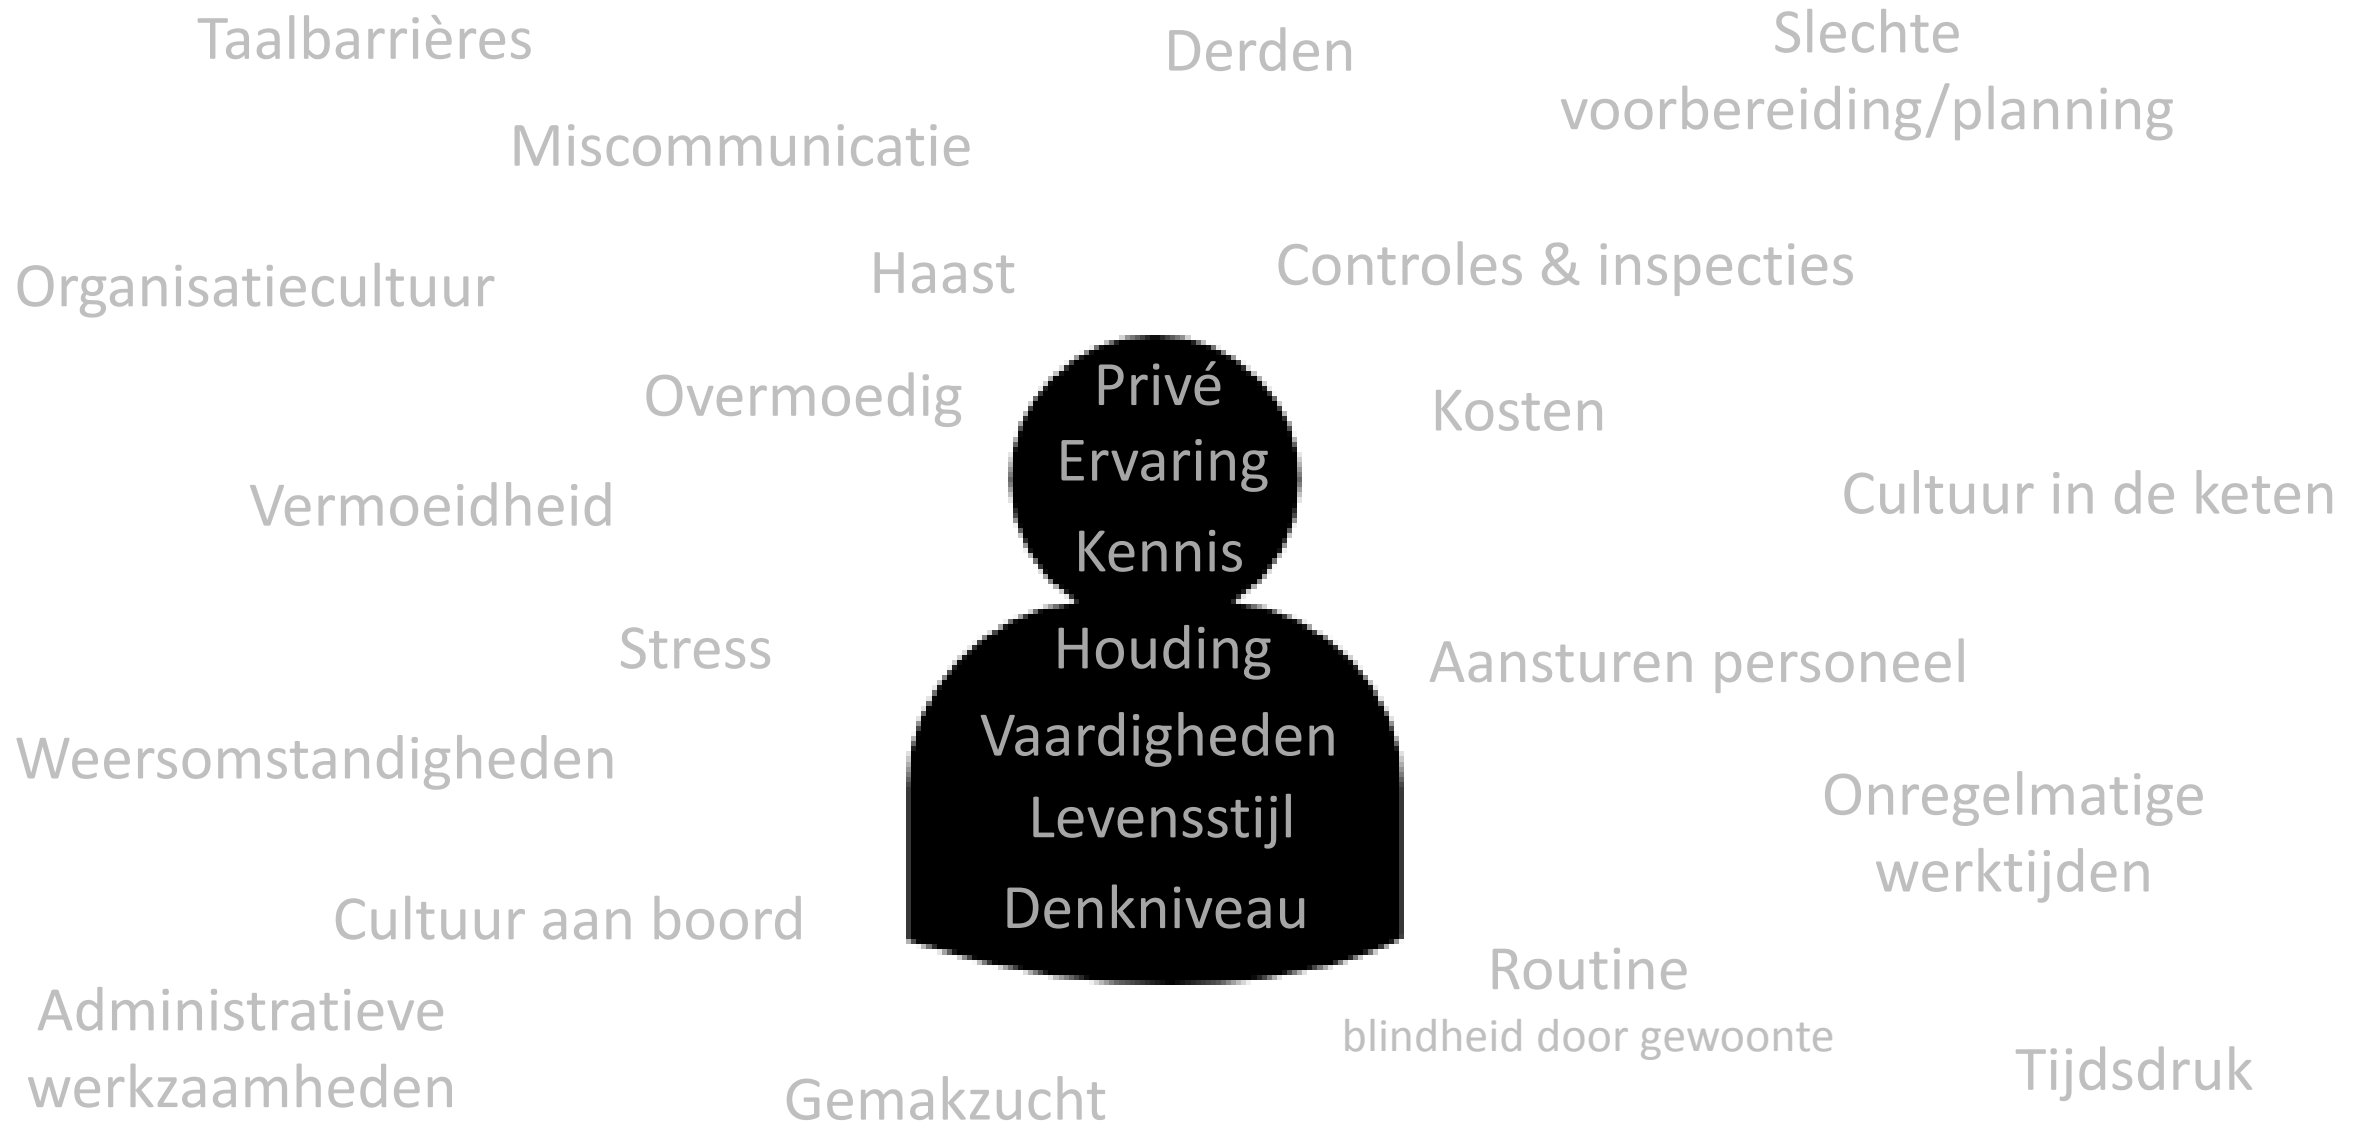 Taalbarrières
Derden
Slechte
voorbereiding/planning
Miscommunicatie
Organisatiecultuur
Haast
Controles & inspecties
Overmoedig
Privé
Ervaring
Kennis
Kosten
Vermoeidheid
Cultuur in de keten
Stress
Houding
Vaardigheden
Levensstijl
Denkniveau
Aansturen personeel
Weersomstandigheden
Onregelmatige
werktijden
Cultuur aan boord
Routine
blindheid door gewoonte
Administratieve
werkzaamheden
Gemakzucht
Tijdsdruk